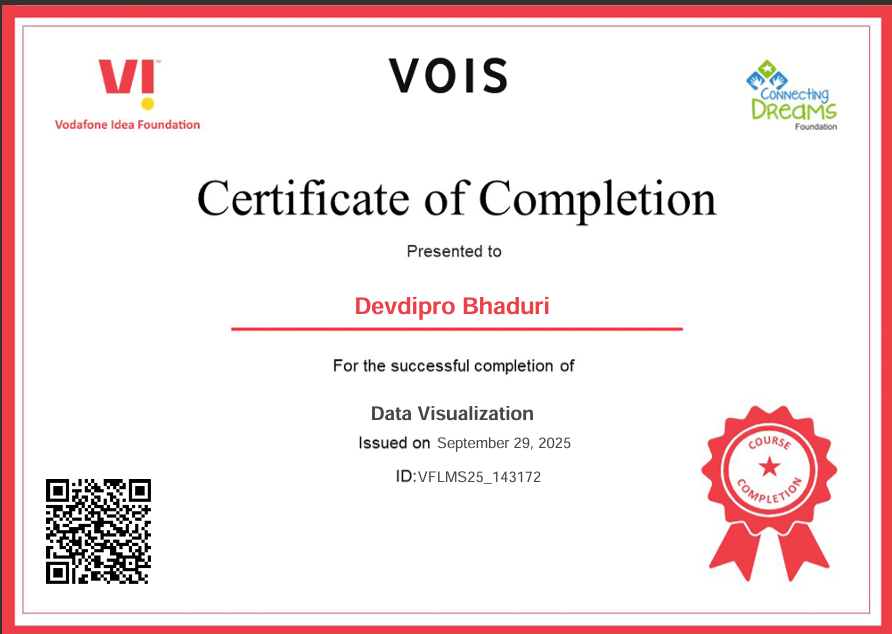 VI™
Vodafone Idea Foundation
VOIS
Connecting
Dreams
Foundation
Certificate of Completion
Presented to
Devdipro Bhaduri
For the successful completion of
Data Visualization
Issued on September 29, 2025
ID:VFLMS25_143172
COURSE
COMPLETION